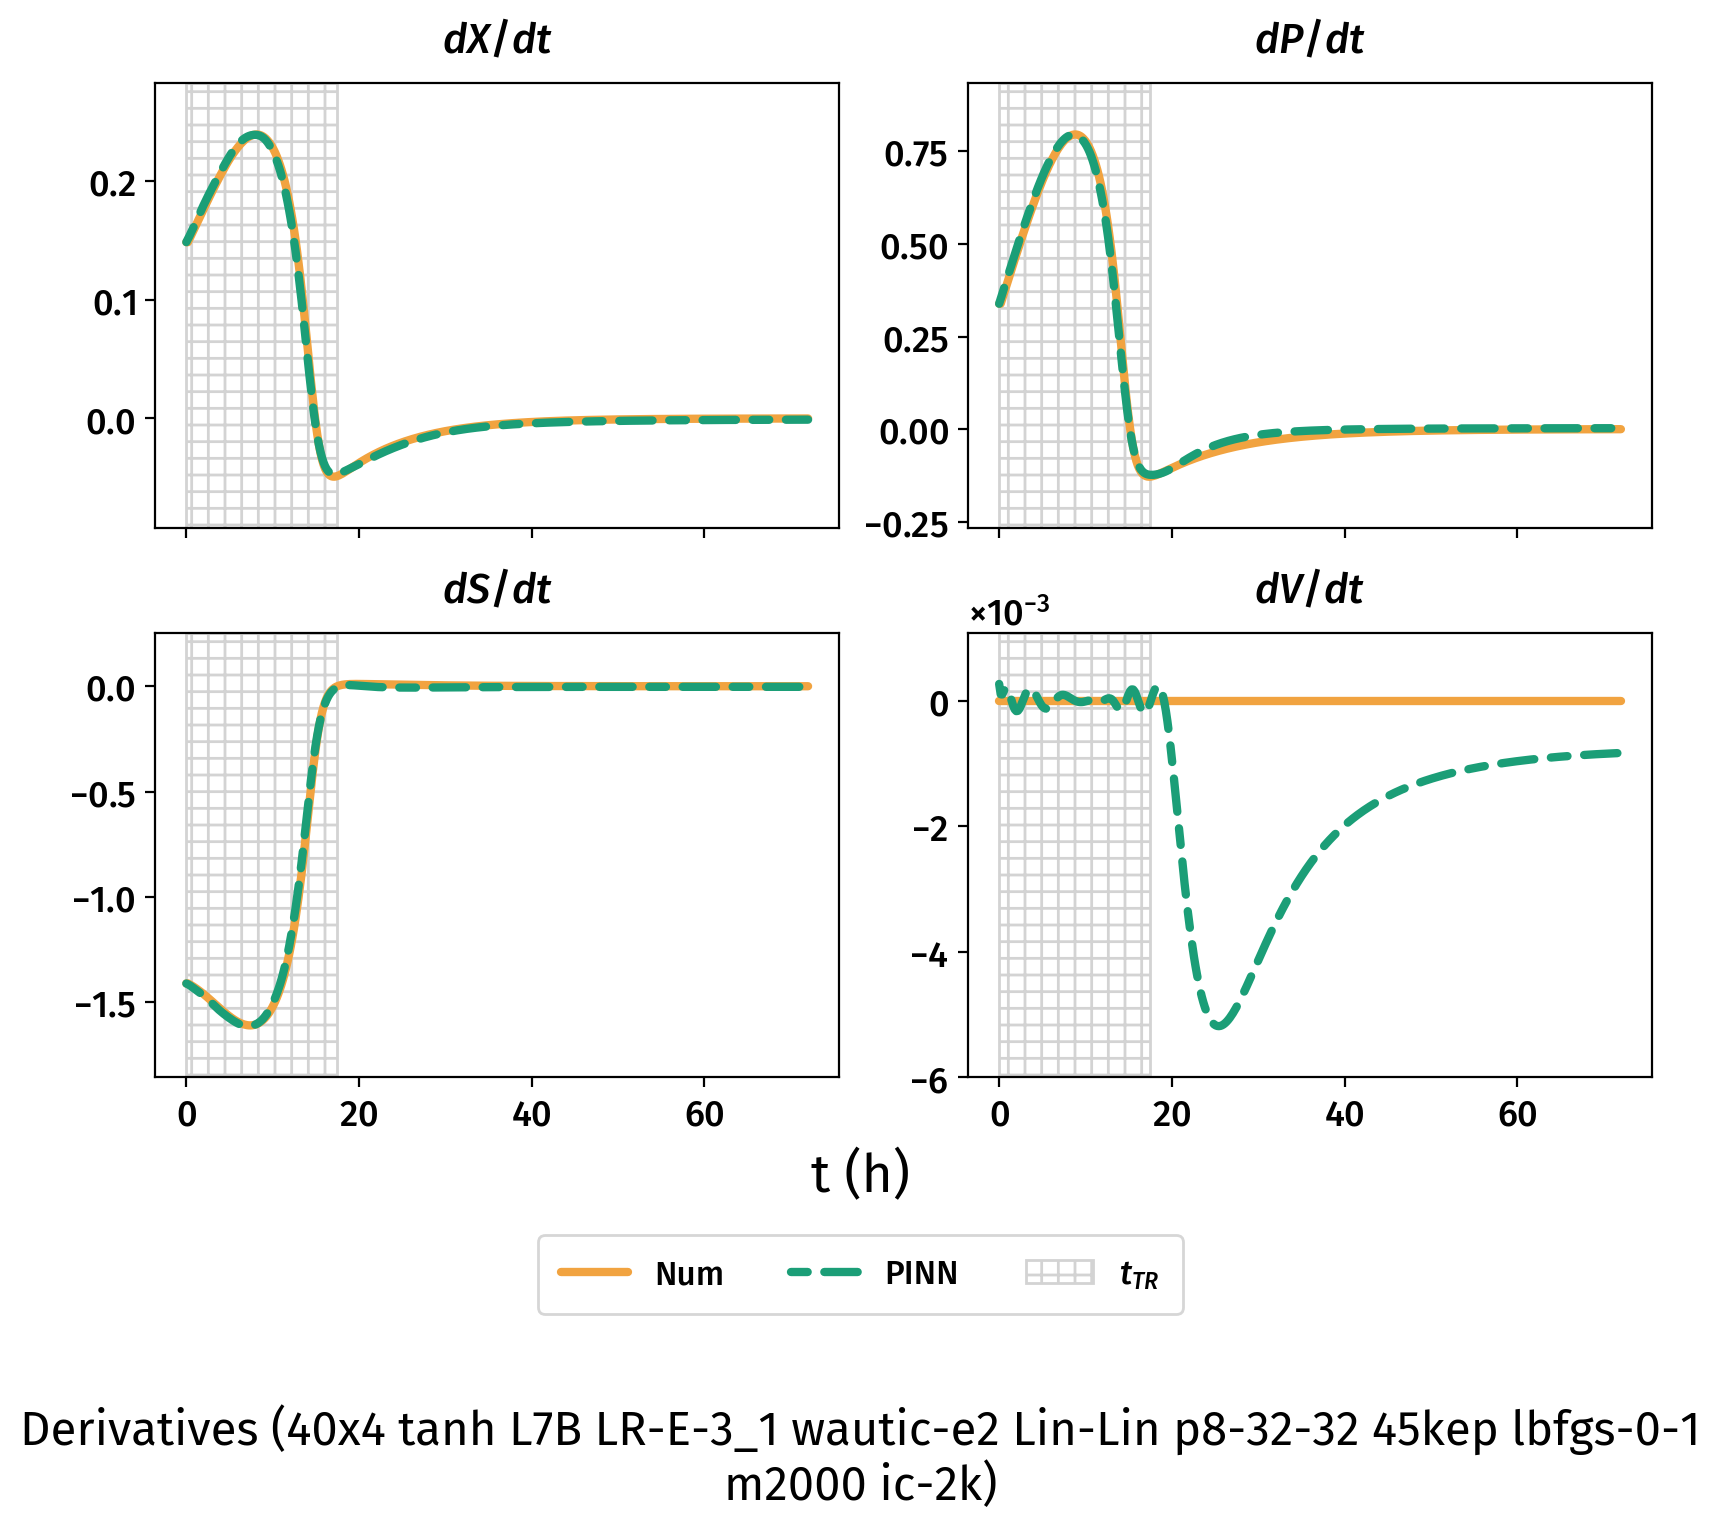 dX/dt
dP/dt
0.2
0.1
0.0
0.75
0.50
0.25
0.00
−0.25
dS/dt
dV/dt
×10⁻³
0.0
−0.5
−1.0
−1.5
0
−2
−4
−6
0 20 40 60
0 20 40 60
t (h)
Num PINN t_TR
Derivatives (40x4 tanh L7B LR-E-3_1 wautic-e2 Lin-Lin p8-32-32 45kep lbfgs-0-1
m2000 ic-2k)